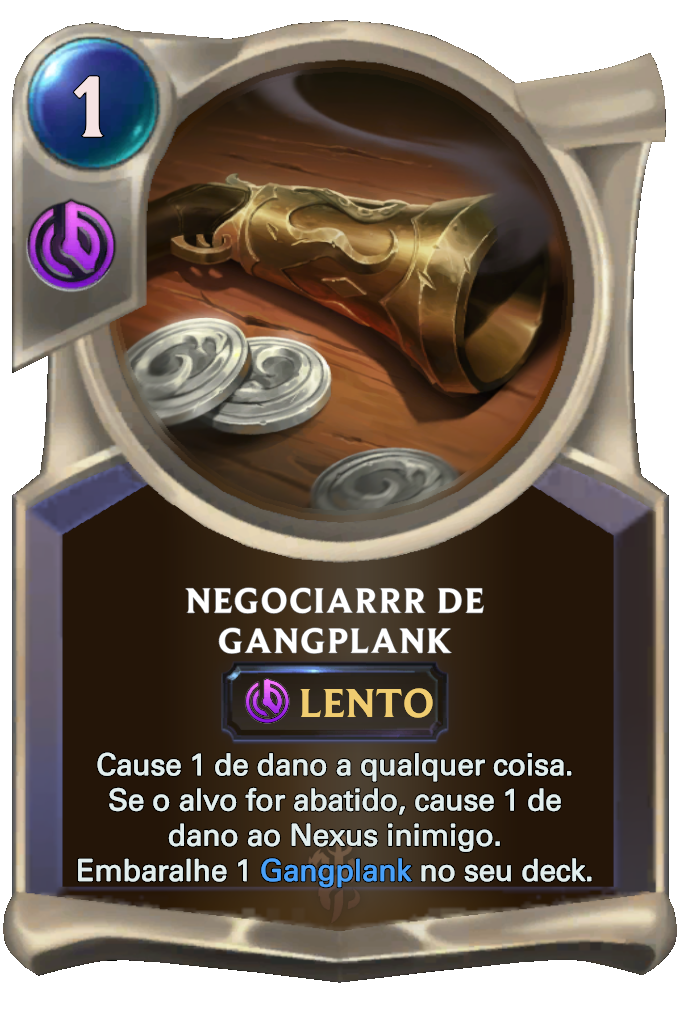 1
NEGOCIARRR DE
GANGPLANK
LENTO
Cause 1 de dano a qualquer coisa.
Se o alvo for abatido, cause 1 de
dano ao Nexus inimigo.
Embaralhe 1 Gangplank no seu deck.